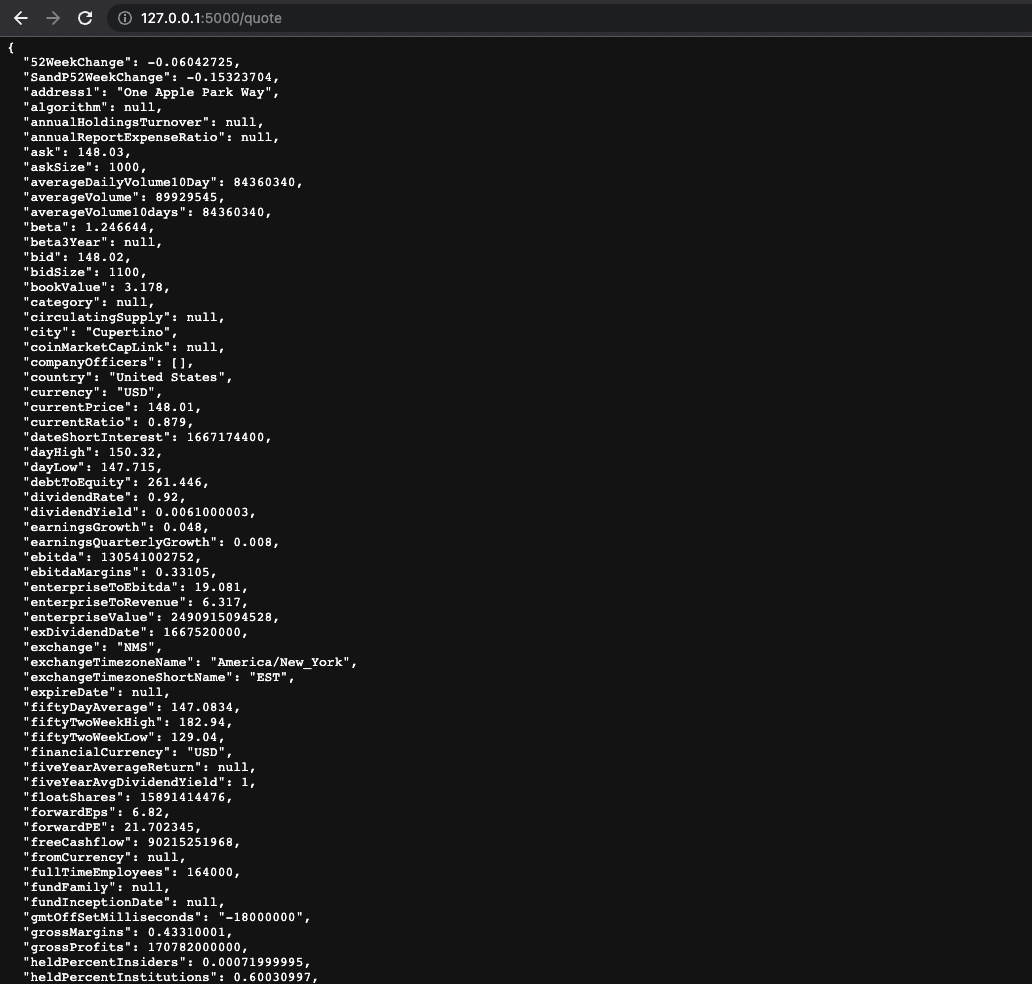 127.0.0.1:5000/quote
{
"52WeekChange": -0.06042725,
"SandP52WeekChange": -0.15323704,
"address1": "One Apple Park Way",
"algorithm": null,
"annualHoldingsTurnover": null,
"annualReportExpenseRatio": null,
"ask": 148.03,
"askSize": 1000,
"averageDailyVolume10Day": 84360340,
"averageVolume": 89929545,
"averageVolume10days": 84360340,
"beta": 1.246644,
"beta3Year": null,
"bid": 148.02,
"bidSize": 1100,
"bookValue": 3.178,
"category": null,
"circulatingSupply": null,
"city": "Cupertino",
"coinMarketCapLink": null,
"companyOfficers": [],
"country": "United States",
"currency": "USD",
"currentPrice": 148.01,
"currentRatio": 0.879,
"dateShortInterest": 1667174400,
"dayHigh": 150.32,
"dayLow": 147.715,
"debtToEquity": 261.446,
"dividendRate": 0.92,
"dividendYield": 0.0061000003,
"earningsGrowth": 0.048,
"earningsQuarterlyGrowth": 0.008,
"ebitda": 130541002752,
"ebitdaMargins": 0.33105,
"enterpriseToEbitda": 19.081,
"enterpriseToRevenue": 6.317,
"enterpriseValue": 2490915094528,
"exDividendDate": 1667520000,
"exchange": "NMS",
"exchangeTimezoneName": "America/New_York",
"exchangeTimezoneShortName": "EST",
"expireDate": null,
"fiftyDayAverage": 147.0834,
"fiftyTwoWeekHigh": 182.94,
"fiftyTwoWeekLow": 129.04,
"financialCurrency": "USD",
"fiveYearAverageReturn": null,
"fiveYearAvgDividendYield": 1,
"floatShares": 15891414476,
"forwardEps": 6.82,
"forwardPE": 21.702345,
"freeCashflow": 90215251968,
"fromCurrency": null,
"fullTimeEmployees": 164000,
"fundFamily": null,
"fundInceptionDate": null,
"gmtOffSetMilliseconds": "-18000000",
"grossMargins": 0.43310001,
"grossProfits": 170782000000,
"heldPercentInsiders": 0.00071999995,
"heldPercentInstitutions": 0.60030997,